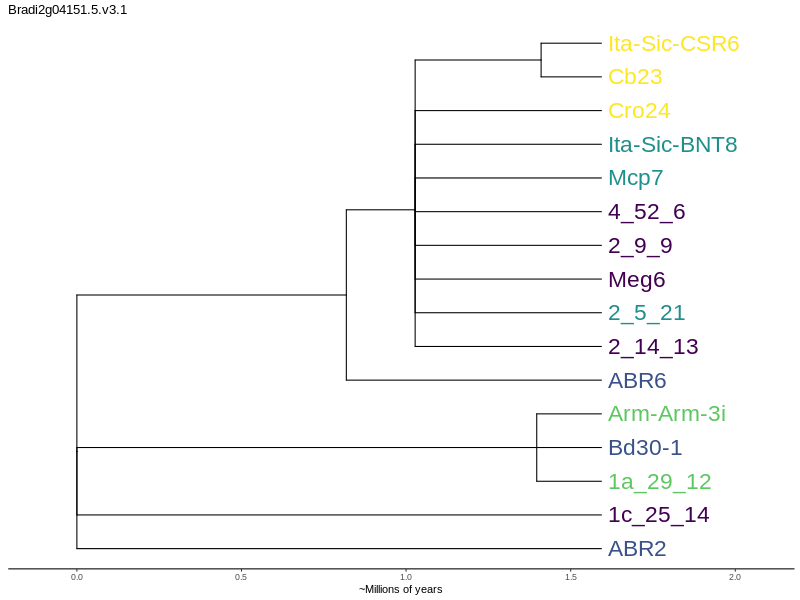 Bradi2g04151.5.v3.1
Ita-Sic-CSR6
Cb23
Cro24
Ita-Sic-BNT8
Mcp7
4_52_6
2_9_9
Meg6
2_5_21
2_14_13
ABR6
Arm-Arm-3i
Bd30-1
1a_29_12
1c_25_14
ABR2
0.0 0.5 1.0 1.5 2.0
~Millions of years